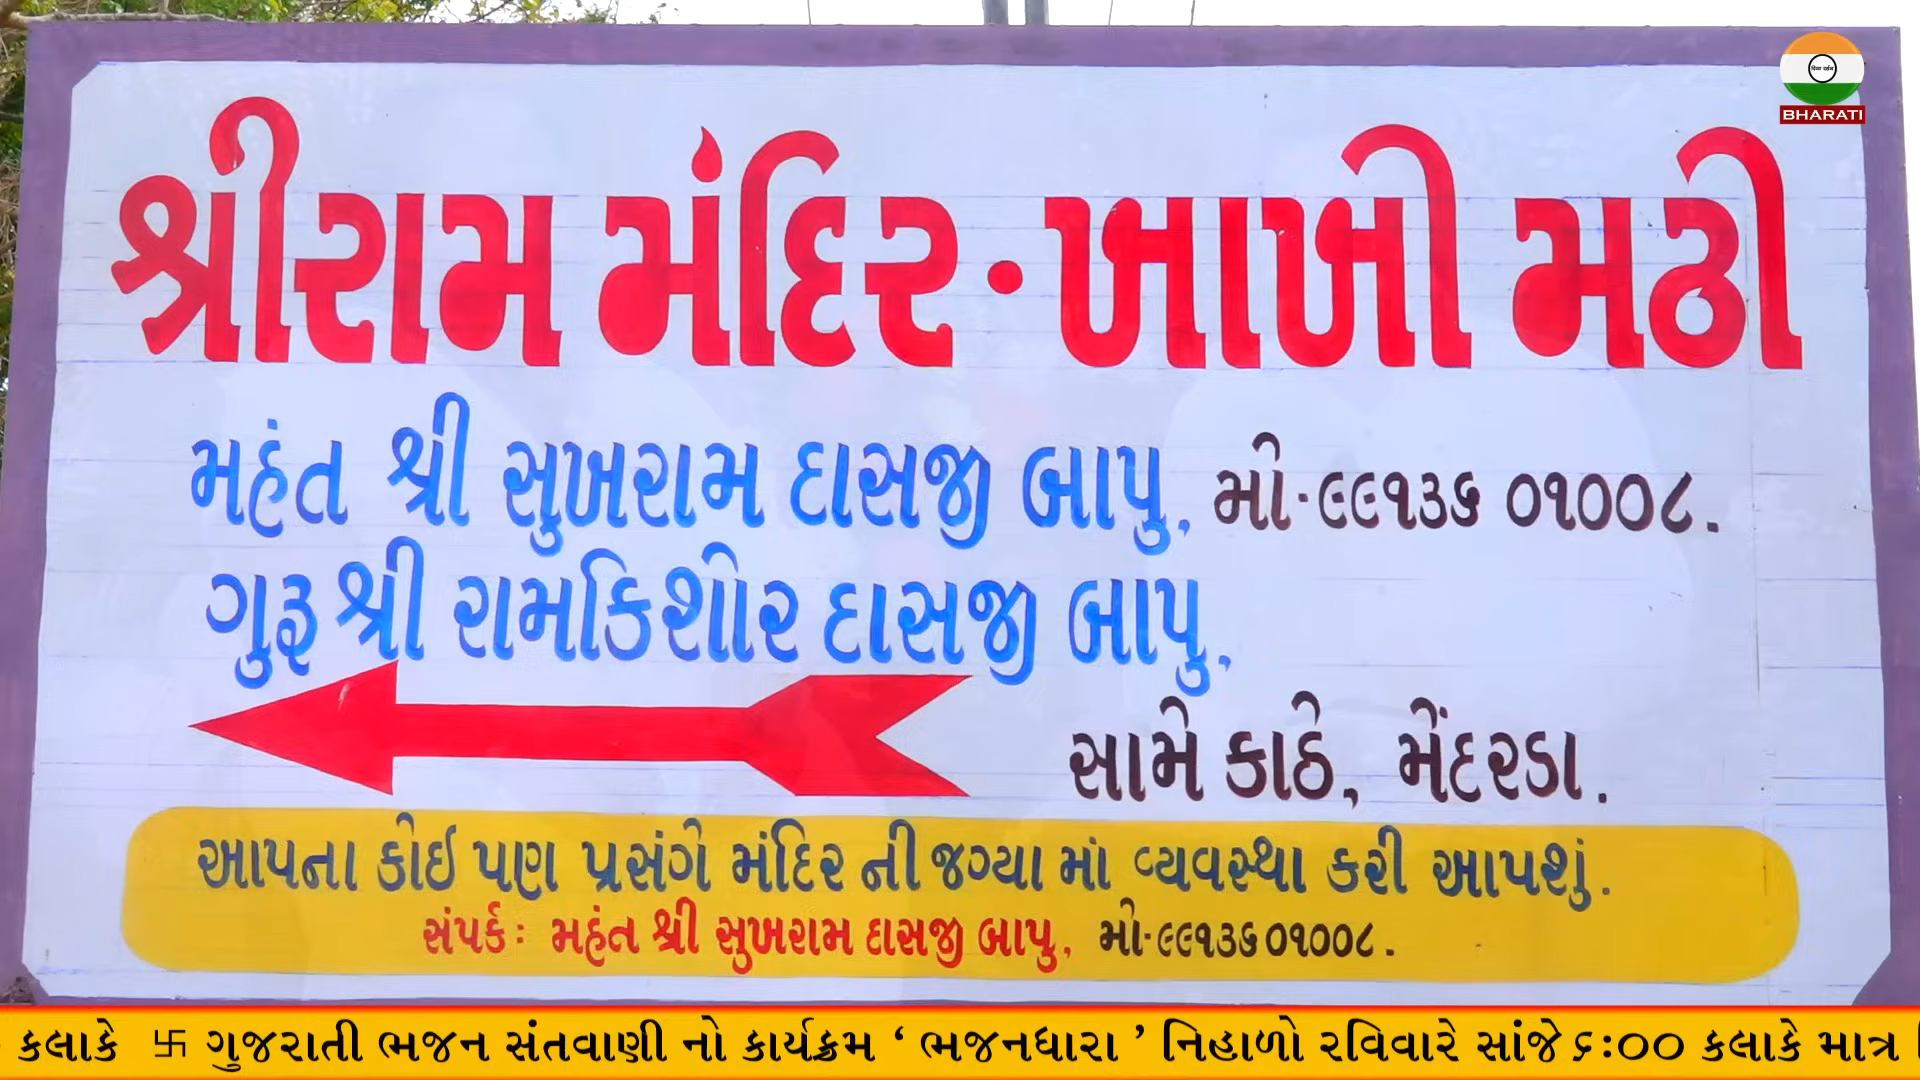 BHARATI
શ્રીરામ મંદિર · ખાખી મઢી
મહંત શ્રી સુખરામ દાસજી બાપુ, મો·૯૯૧૩૬ ૦૧૦૦૮.
ગુરૂ શ્રી રામકિશોર દાસજી બાપુ,
સામે કાઠે, મેંદરડા.
આપના કોઇ પણ પ્રસંગે મંદિર ની જગ્યા માં વ્યવસ્થા કરી આપશું.
સંપર્ક: મહંત શ્રી સુખરામ દાસજી બાપુ, મો·૯૯૧૩૬૦૧૦૦૮.
કલાકે 卐 ગુજરાતી ભજન સંતવાણી નો કાર્યક્રમ ‘ ભજનધારા ’ નિહાળો રવિવારે સાંજે ૬:૦૦ કલાકે માત્ર